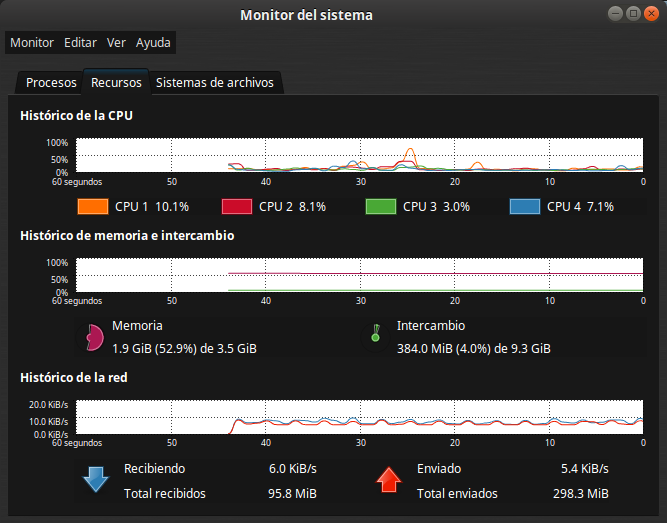 Monitor del sistema
Monitor Editar Ver Ayuda
Procesos Recursos Sistemas de archivos
Histórico de la CPU
100%
50%
0%
60 segundos 50 40 30 20 10 0
CPU 1 10.1% CPU 2 8.1% CPU 3 3.0% CPU 4 7.1%
Histórico de memoria e intercambio
100%
50%
0%
60 segundos 50 40 30 20 10 0
Memoria Intercambio
1.9 GiB (52.9%) de 3.5 GiB 384.0 MiB (4.0%) de 9.3 GiB
Histórico de la red
20.0 KiB/s
10.0 KiB/s
0.0 KiB/s
60 segundos 50 40 30 20 10 0
Recibiendo 6.0 KiB/s Enviado 5.4 KiB/s
Total recibidos 95.8 MiB Total enviados 298.3 MiB